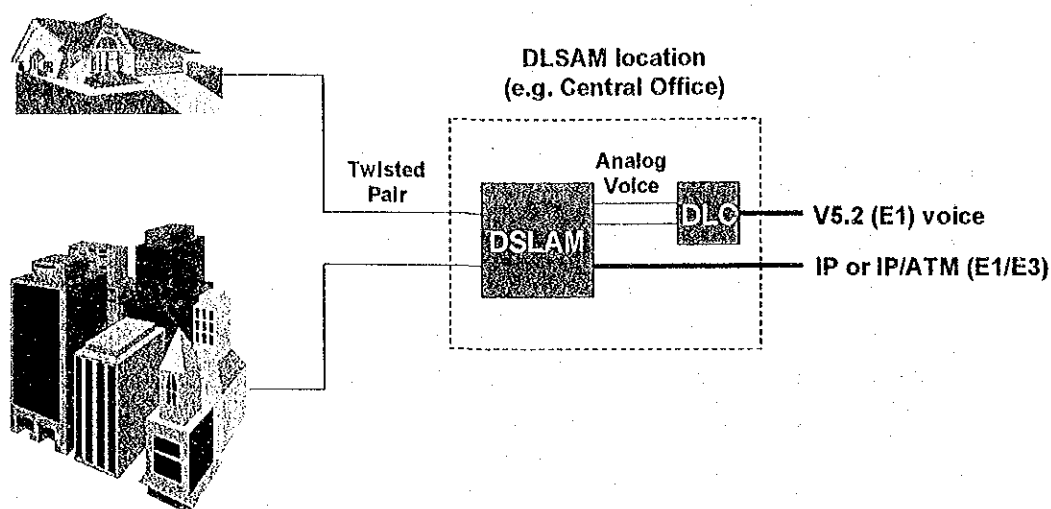 DLSAM location
(e.g. Central Office)
Twisted
Pair
Analog
Voice
DSLAM
DLC
V5.2 (E1) voice
IP or IP/ATM (E1/E3)